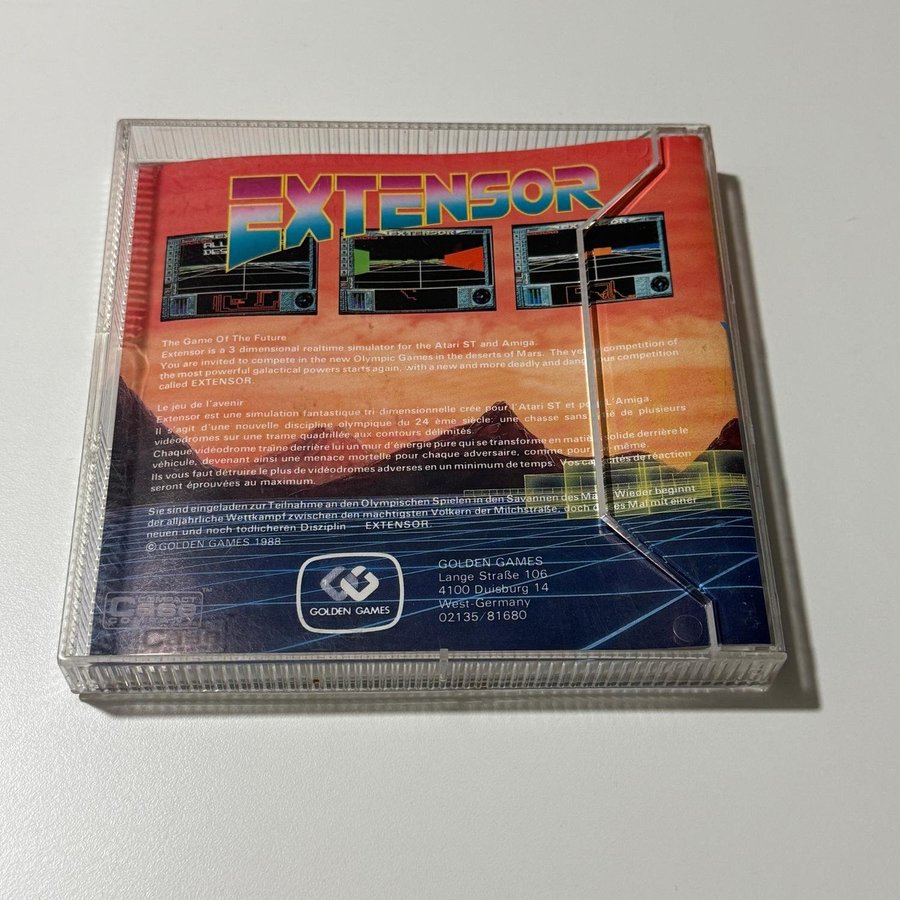 EXTENSOR
ALL
DES
EXTENSOR
The Game Of The Future
Extensor is a 3 dimensional realtime simulator for the Atari ST and Amiga.
You are invited to compete in the new Olympic Games in the deserts of Mars. The yearly competition of
the most powerful galactical powers starts again, with a new and more deadly and dangerous competition
called EXTENSOR.
Le jeu de l'avenir
Extensor est une simulation fantastique tri dimensionnelle crée pour l'Atari ST et pour L'Amiga.
Il s'agit d'une nouvelle discipline olympique du 24 ème siècle: une chasse sans pitié de plusieurs
vidéodromes sur une trame quadrillée aux contours délimités.
Chaque vidéodrome traîne derrière lui un mur d'énergie pure qui se transforme en matière solide derrière le
véhicule, devenant ainsi une menace mortelle pour chaque adversaire, comme pour lui même.
Ils vous faut détruire le plus de vidéodromes adverses en un minimum de temps. Vos capacités de réaction
seront éprouvées au maximum.
Sie sind eingeladen zur Teilnahme an den Olympischen Spielen in den Savannen des Mars. Wieder beginnt
der alljährliche Wettkampf zwischen den mächtigsten Völkern der Milchstraße, doch dieses Mal mit einer
neuen und noch tödlicheren Disziplin EXTENSOR.
© GOLDEN GAMES 1988
GG
GOLDEN GAMES
GOLDEN GAMES
Lange Straße 106
4100 Duisburg 14
West-Germany
02135/81680
COMPACT
Case
COMPANY
™